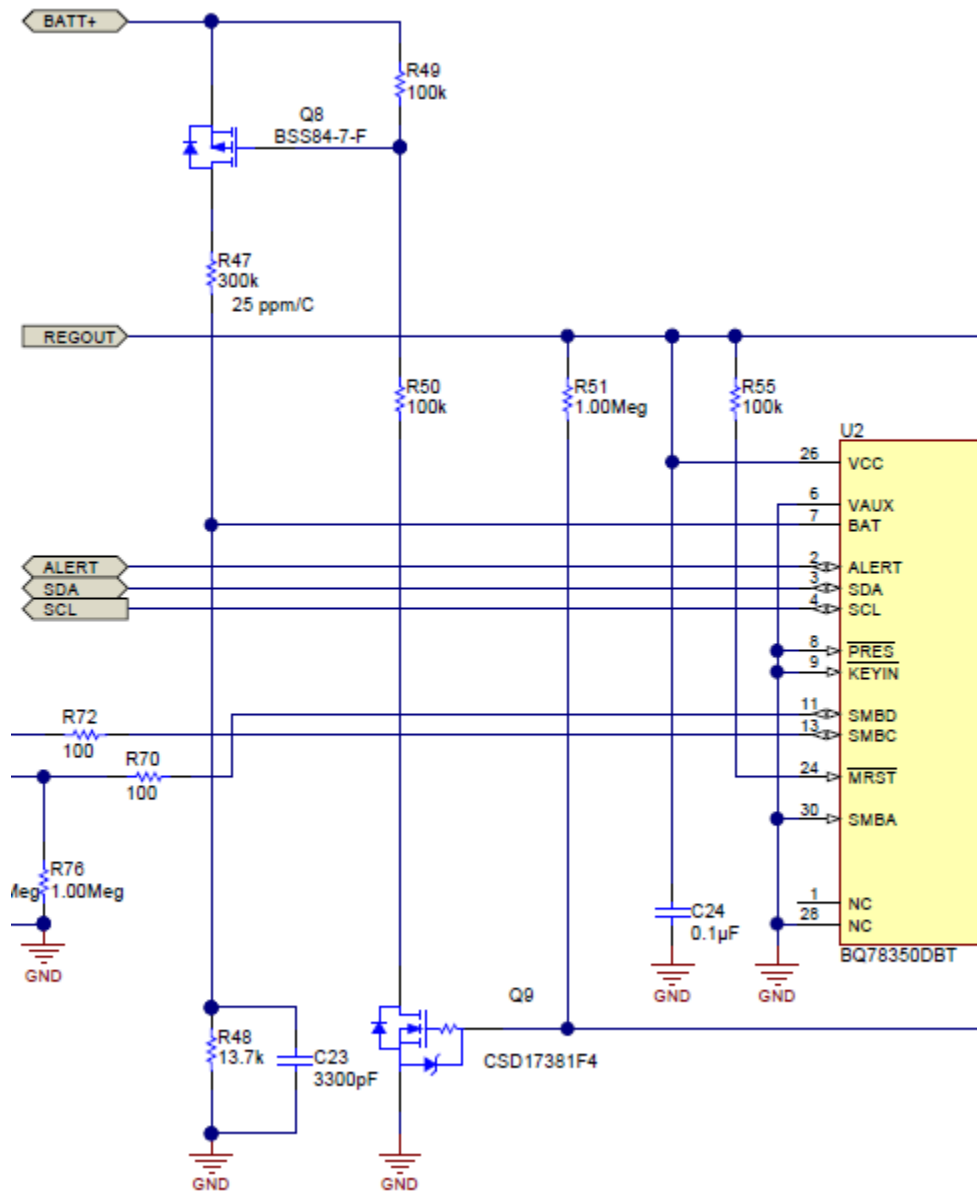 BATT+
R49
100k
Q8
BSS84-7-F
R47
300k
25 ppm/C
REGOUT
R50
100k
R51
1.00Meg
R55
100k
U2
26 VCC
6 VAUX
7 BAT
ALERT
2 ALERT
SDA
3 SDA
SCL
4 SCL
8 PRES
9 KEYIN
11 SMBD
R72
100
13 SMBC
R70
100
24 MRST
30 SMBA
R76
Meg 1.00Meg
1 NC
28 NC
C24
0.1µF
BQ78350DBT
GND
GND
GND
Q9
R48
13.7k
C23
3300pF
CSD17381F4
GND
GND